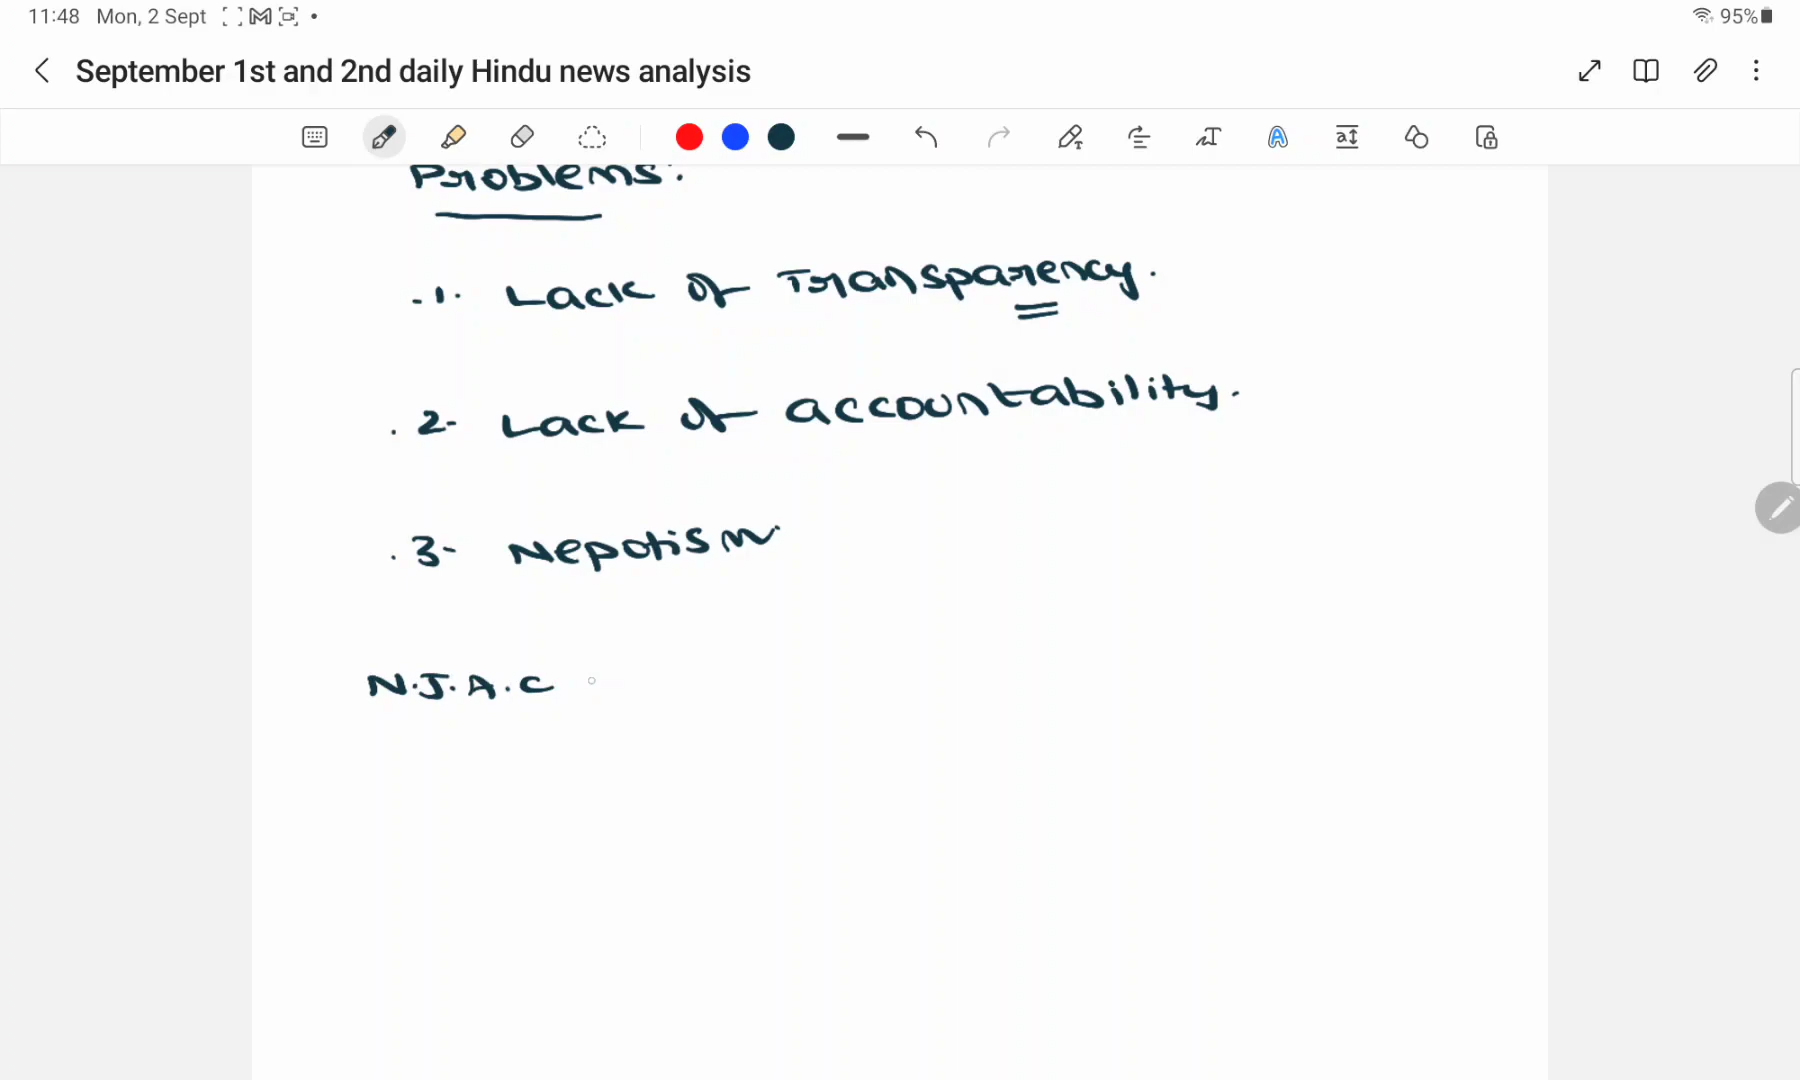 11:48 Mon, 2 Sept 95%
September 1st and 2nd daily Hindu news analysis
Problems:
.1. Lack of Transparency.
.2- Lack of accountability.
.3- Nepotism
N.J.A.C